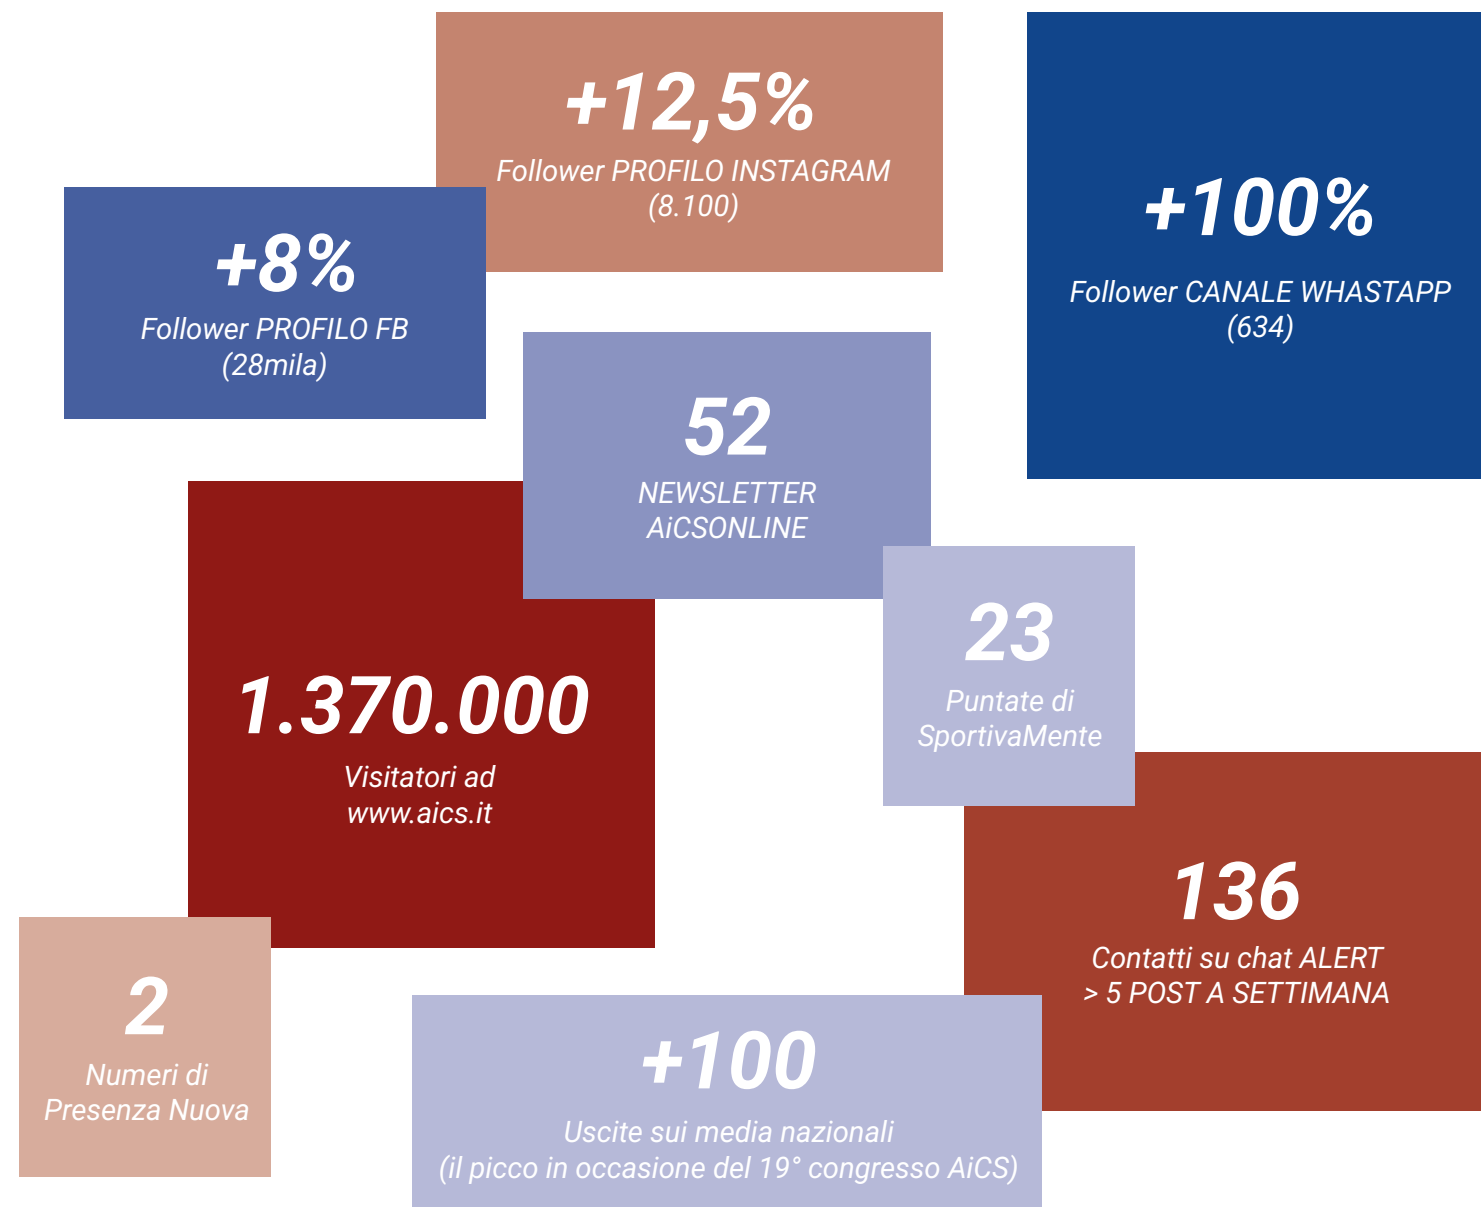 +12,5%
Follower PROFILO INSTAGRAM
(8.100)
+100%
Follower CANALE WHASTAPP
(634)
+8%
Follower PROFILO FB
(28mila)
52
NEWSLETTER
AiCSONLINE
23
Puntate di
SportivaMente
1.370.000
Visitatori ad
www.aics.it
136
Contatti su chat ALERT
> 5 POST A SETTIMANA
2
Numeri di
Presenza Nuova
+100
Uscite sui media nazionali
(il picco in occasione del 19° congresso AiCS)